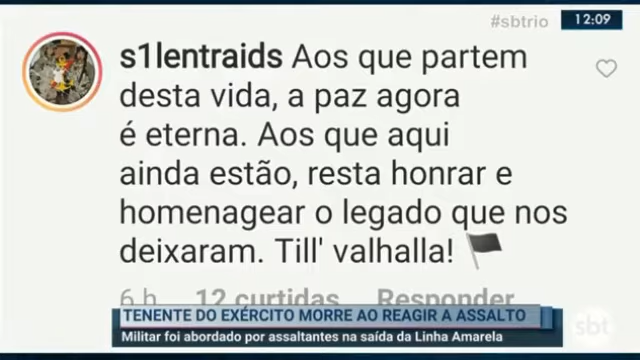 #sbtrio 12:09
s1lentraids Aos que partem
desta vida, a paz agora
é eterna. Aos que aqui
ainda estão, resta honrar e
homenagear o legado que nos
deixaram. Till' valhalla!
6 h 12 curtidas Responder
TENENTE DO EXÉRCITO MORRE AO REAGIR A ASSALTO
Militar foi abordado por assaltantes na saída da Linha Amarela
sbt